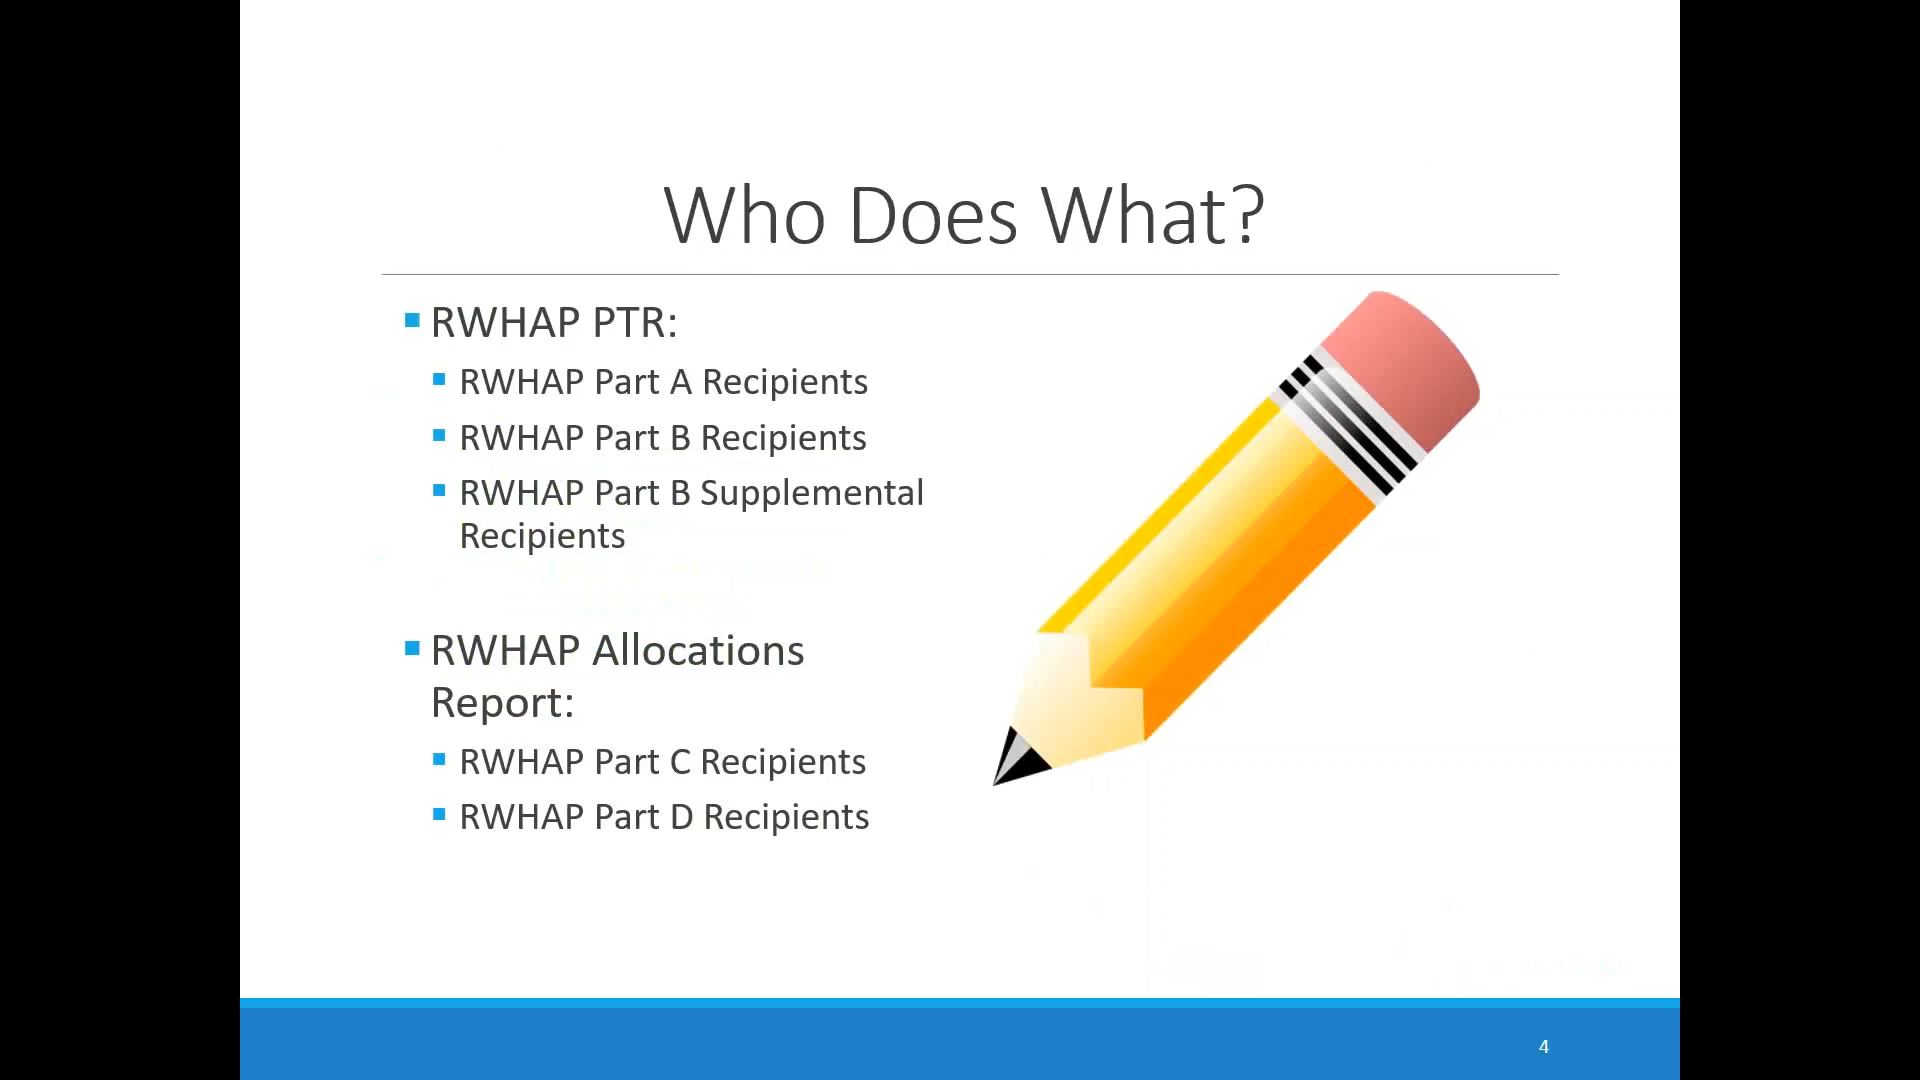 Who Does What?
RWHAP PTR:
RWHAP Part A Recipients
RWHAP Part B Recipients
RWHAP Part B Supplemental
Recipients
RWHAP Allocations
Report:
RWHAP Part C Recipients
RWHAP Part D Recipients
4